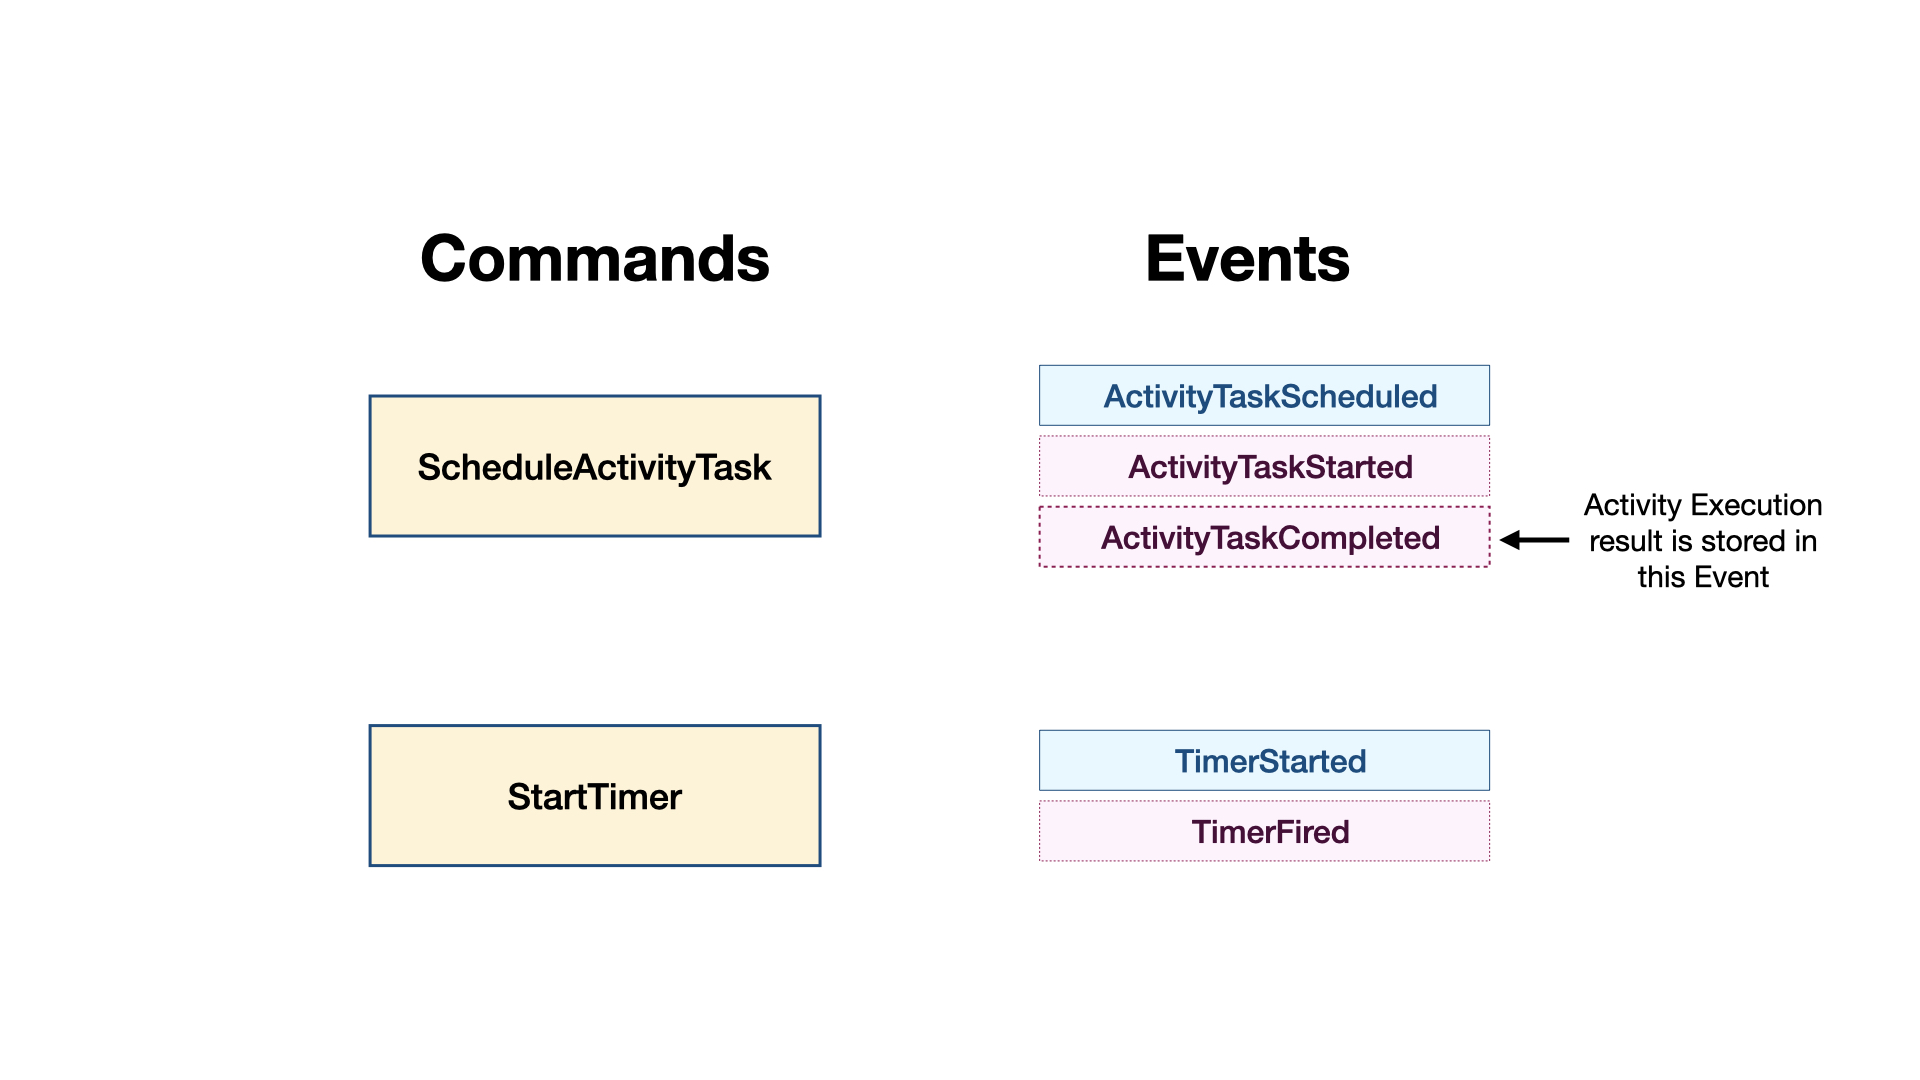 Commands
Events
ScheduleActivityTask
ActivityTaskScheduled
ActivityTaskStarted
ActivityTaskCompleted
Activity Execution
result is stored in
this Event
StartTimer
TimerStarted
TimerFired